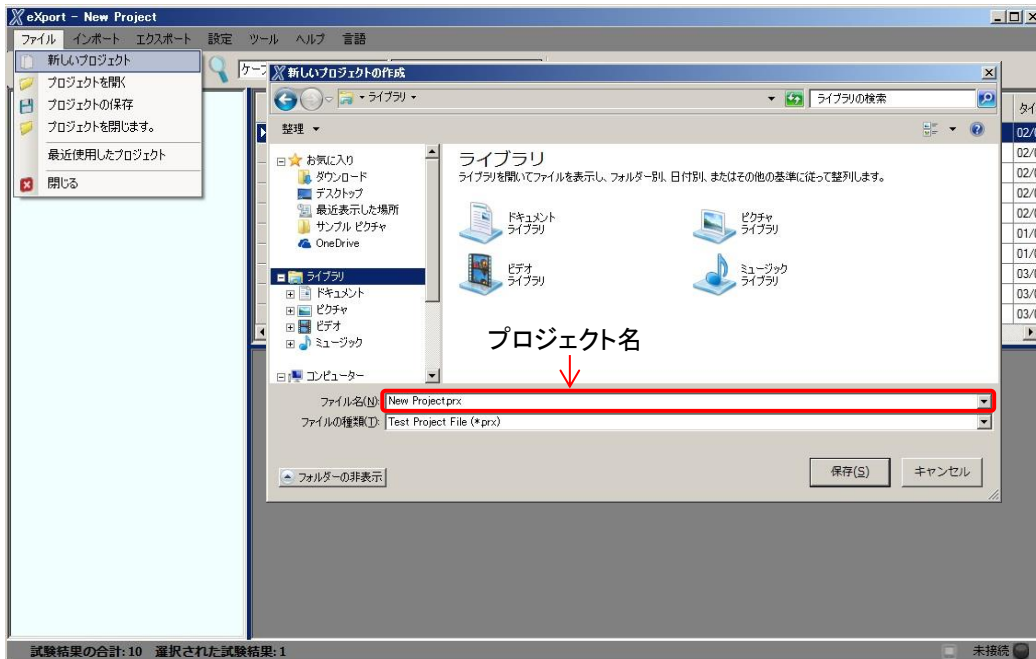 eXport - New Project
ファイル インポート エクスポート 設定 ツール ヘルプ 言語
新しいプロジェクト
プロジェクトを開く
プロジェクトの保存
プロジェクトを閉じます。
最近使用したプロジェクト
閉じる
新しいプロジェクトの作成
ライブラリ
ライブラリの検索
整理
お気に入り
ダウンロード
デスクトップ
最近表示した場所
サンプル ピクチャ
OneDrive
ライブラリ
ドキュメント
ピクチャ
ビデオ
ミュージック
コンピューター
ライブラリ
ライブラリを開いてファイルを表示し、フォルダー別、日付別、またはその他の基準に従って整列します。
ドキュメント
ライブラリ
ピクチャ
ライブラリ
ビデオ
ライブラリ
ミュージック
ライブラリ
プロジェクト名
ファイル名(N): New Project.prx
ファイルの種類(T): Test Project File (*.prx)
フォルダーの非表示
保存(S) キャンセル
02/
02/
02/
02/
02/
01/
01/
03/
03/
03/
試験結果の合計: 10 選択された試験結果: 1
未接続